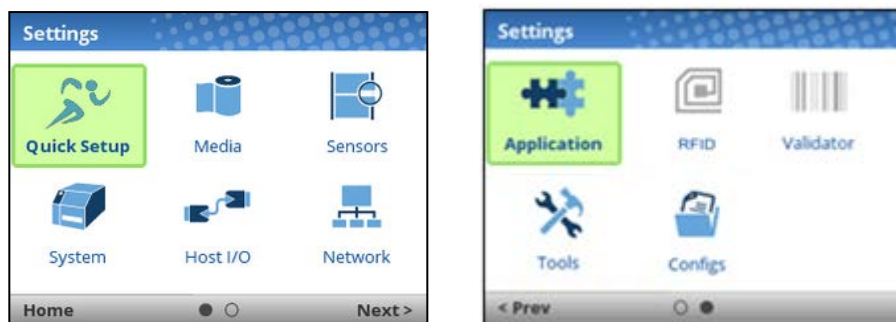 Settings
Quick Setup
Media
Sensors
System
Host I/O
Network
Home
Next >
Settings
Application
RFID
Validator
Tools
Configs
< Prev